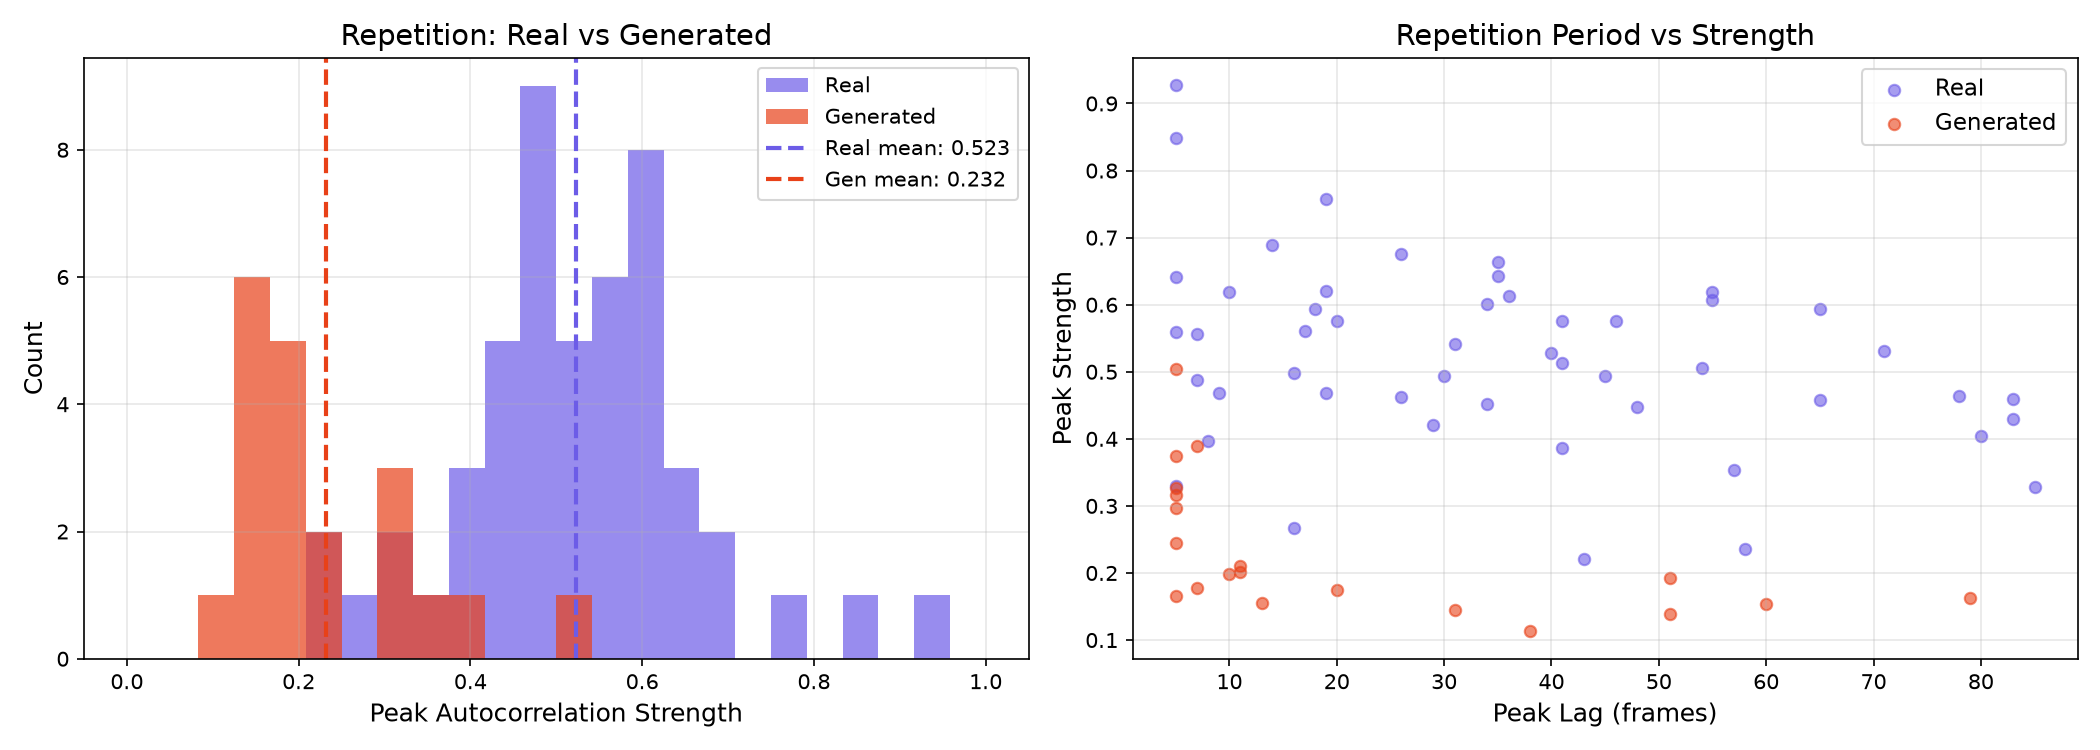 Repetition: Real vs Generated
Real
Generated
Real mean: 0.523
Gen mean: 0.232
Count
8
6
4
2
0
0.0 0.2 0.4 0.6 0.8 1.0
Peak Autocorrelation Strength
Repetition Period vs Strength
Real
Generated
Peak Strength
0.9
0.8
0.7
0.6
0.5
0.4
0.3
0.2
0.1
10 20 30 40 50 60 70 80
Peak Lag (frames)